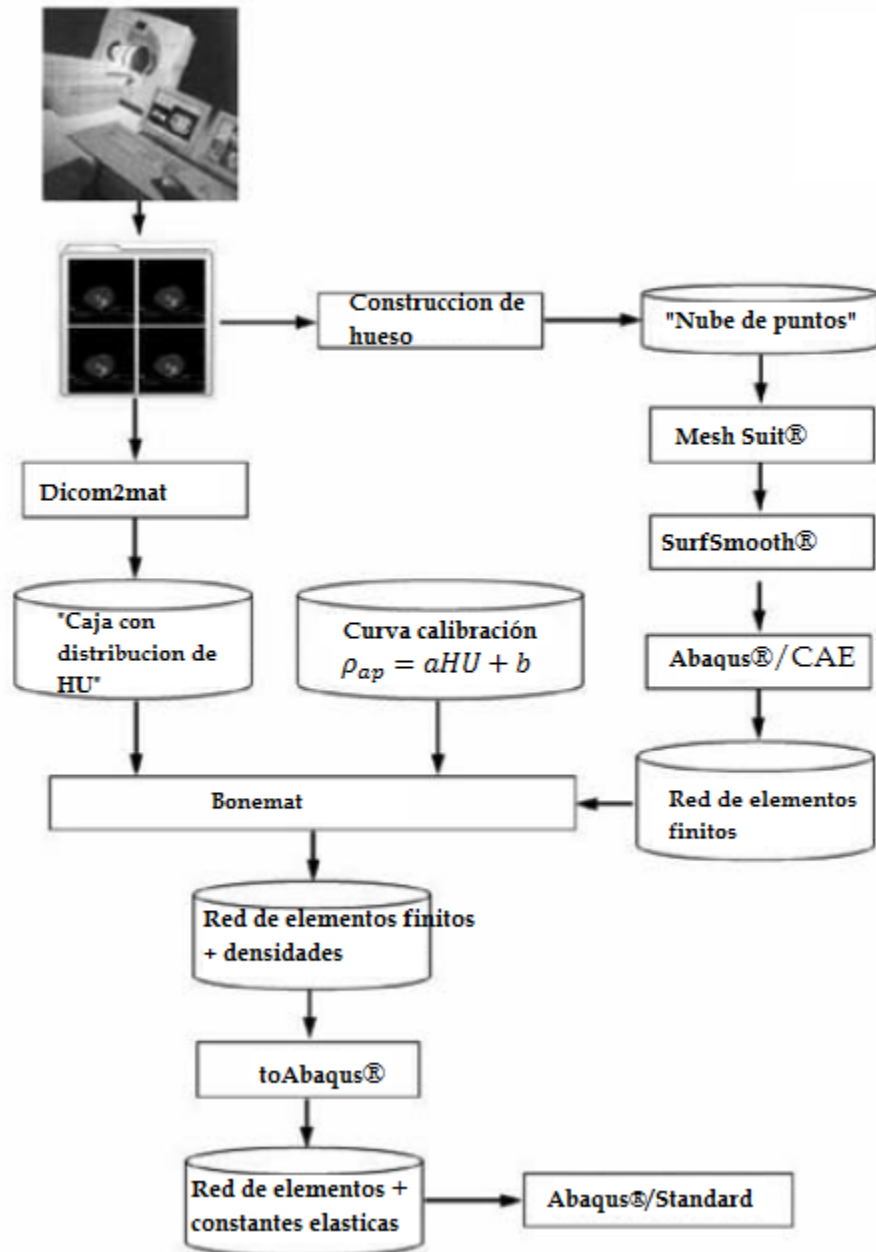 Construccion de
hueso
"Nube de puntos"
Mesh Suit®
Dicom2mat
SurfSmooth®
"Caja con
distribucion de
HU"
Curva calibración
ρ_ap = aHU + b
Abaqus®/CAE
Bonemat
Red de elementos
finitos
Red de elementos finitos
+ densidades
toAbaqus®
Red de elementos +
constantes elasticas
Abaqus®/Standard